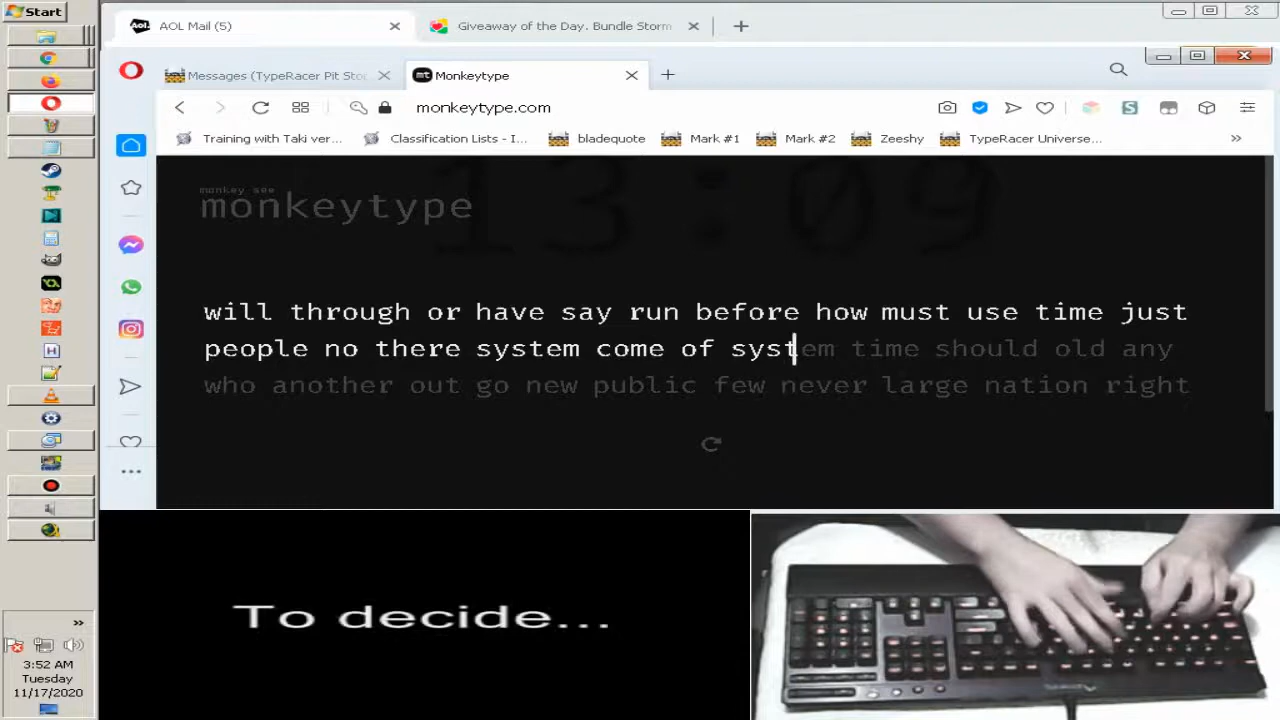 Start
AOL Mail (5)
Giveaway of the Day. Bundle Storm
Messages (TypeRacer Pit Sto
Monkeytype
monkeytype.com
Training with Taki ver...
Classification Lists - I...
bladequote
Mark #1
Mark #2
Zeeshy
TypeRacer Universe...
13:09
monkey see
monkeytype
will through or have say run before how must use time just
people no there system come of system time should old any
who another out go new public few never large nation right
To decide...
3:52 AM
Tuesday
11/17/2020